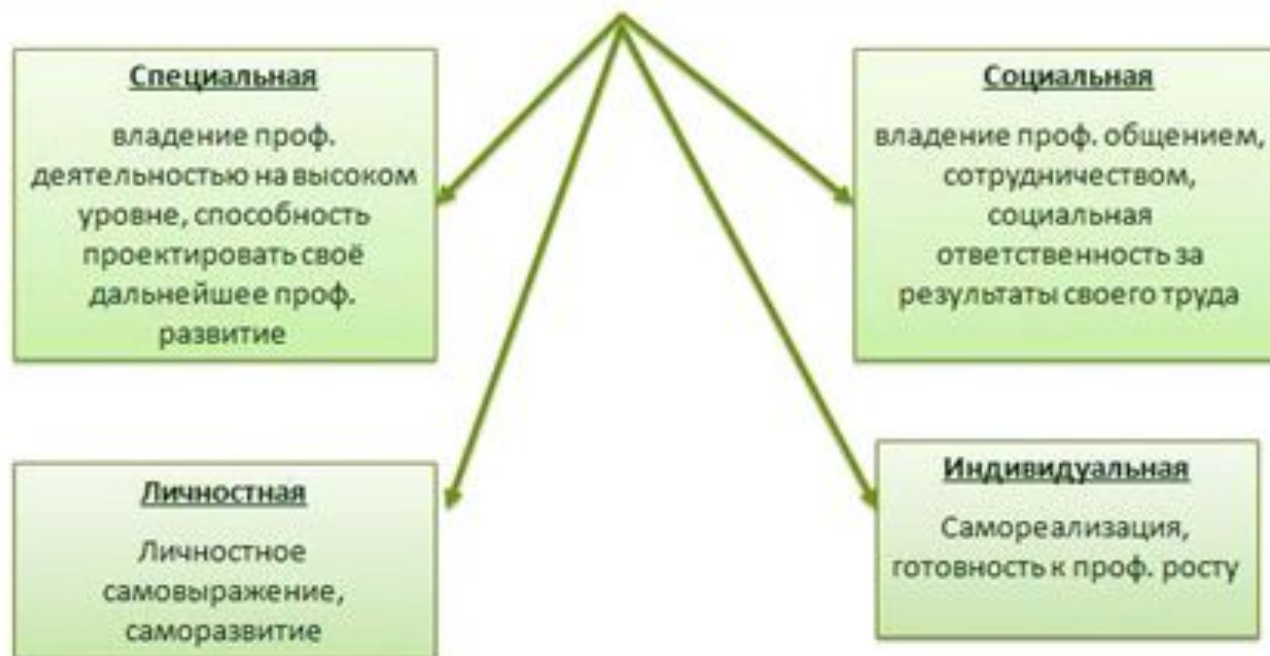 Специальная
владение проф.
деятельностью на высоком
уровне, способность
проектировать своё
дальнейшее проф.
развитие
Социальная
владение проф. общением,
сотрудничеством,
социальная
ответственность за
результаты своего труда
Личностная
Личностное
самовыражение,
саморазвитие
Индивидуальная
Самореализация,
готовность к проф. росту